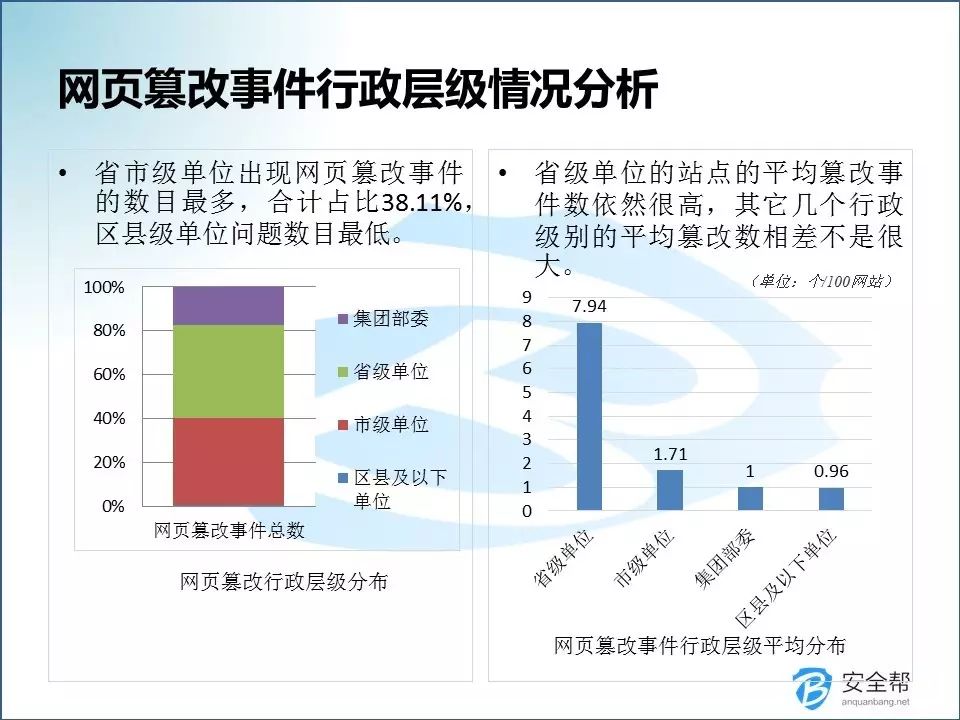 网页篡改事件行政层级情况分析
• 省市级单位出现网页篡改事件
的数目最多，合计占比38.11%，
区县级单位问题数目最低。
100%
80%
60%
40%
20%
0%
网页篡改事件总数
集团部委
省级单位
市级单位
区县及以下
单位
网页篡改行政层级分布
• 省级单位的站点的平均篡改事
件数依然很高，其它几个行政
级别的平均篡改数相差不是很
大。
（单位：个/100网站）
9
8
7
6
5
4
3
2
1
0
7.94
1.71
1
0.96
省级单位
市级单位
集团部委
区县及以下单位
网页篡改事件行政层级平均分布
安全帮
anquanbang.net